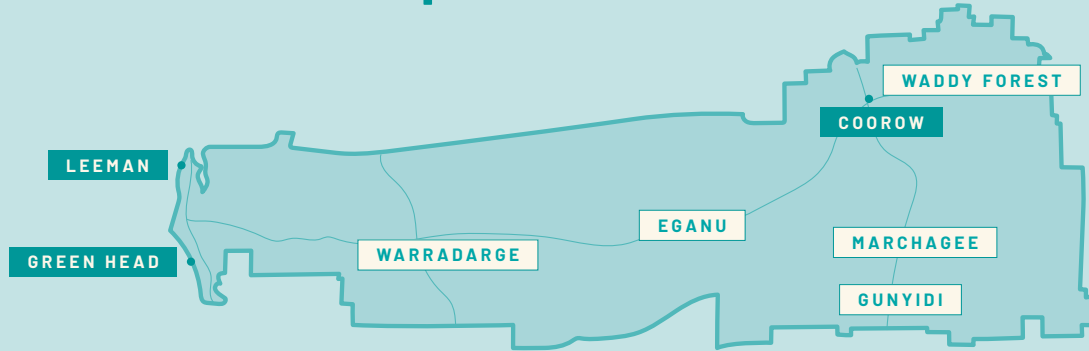 WADDY FOREST
COOROW
LEEMAN
EGANU
MARCHAGEE
WARRADARGE
GREEN HEAD
GUNYIDI